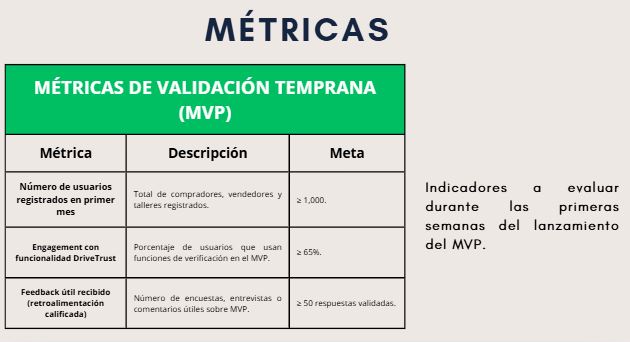 MÉTRICAS
MÉTRICAS DE VALIDACIÓN TEMPRANA
(MVP)
Métrica
Descripción
Meta
Número de usuarios
registrados en primer
mes
Total de compradores, vendedores y
talleres registrados.
≥ 1,000.
Engagement con
funcionalidad DriveTrust
Porcentaje de usuarios que usan
funciones de verificación en el MVP.
≥ 65%.
Feedback útil recibido
(retroalimentación
calificada)
Número de encuestas, entrevistas o
comentarios útiles sobre MVP.
≥ 50 respuestas validadas.
Indicadores a evaluar
durante las primeras
semanas del lanzamiento
del MVP.